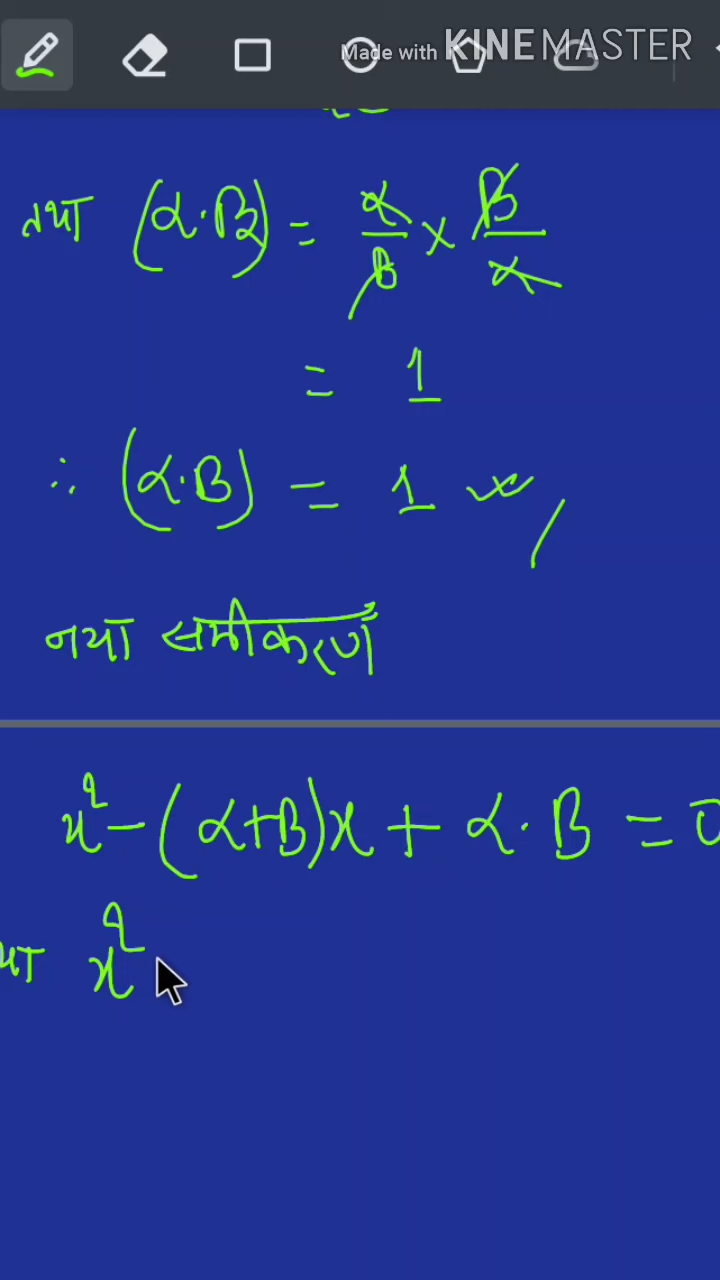 Made with KINEMASTER
तथा (α·β) = α/β × β/α
= 1
∴ (α·β) = 1
नया समीकरण
x² - (α+β)x + α·β = 0
या x²